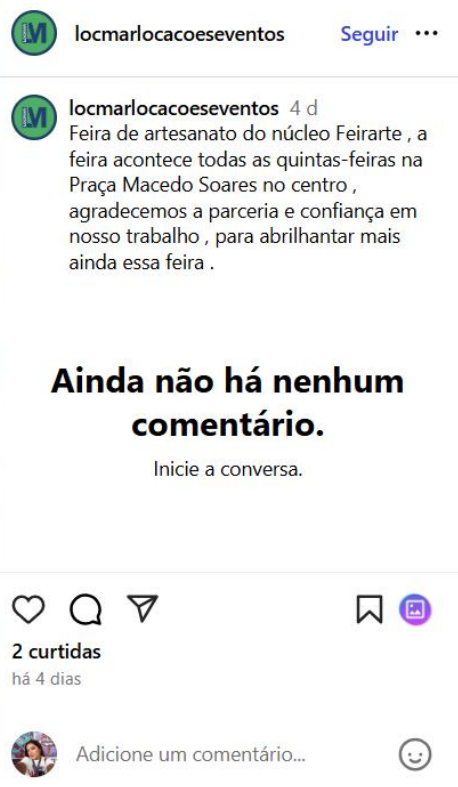 locmarlocacoeseventos Seguir
locmarlocacoeseventos 4 d
Feira de artesanato do núcleo Feirarte , a
feira acontece todas as quintas-feiras na
Praça Macedo Soares no centro ,
agradecemos a parceria e confiança em
nosso trabalho , para abrilhantar mais
ainda essa feira .
Ainda não há nenhum
comentário.
Inicie a conversa.
2 curtidas
há 4 dias
Adicione um comentário...